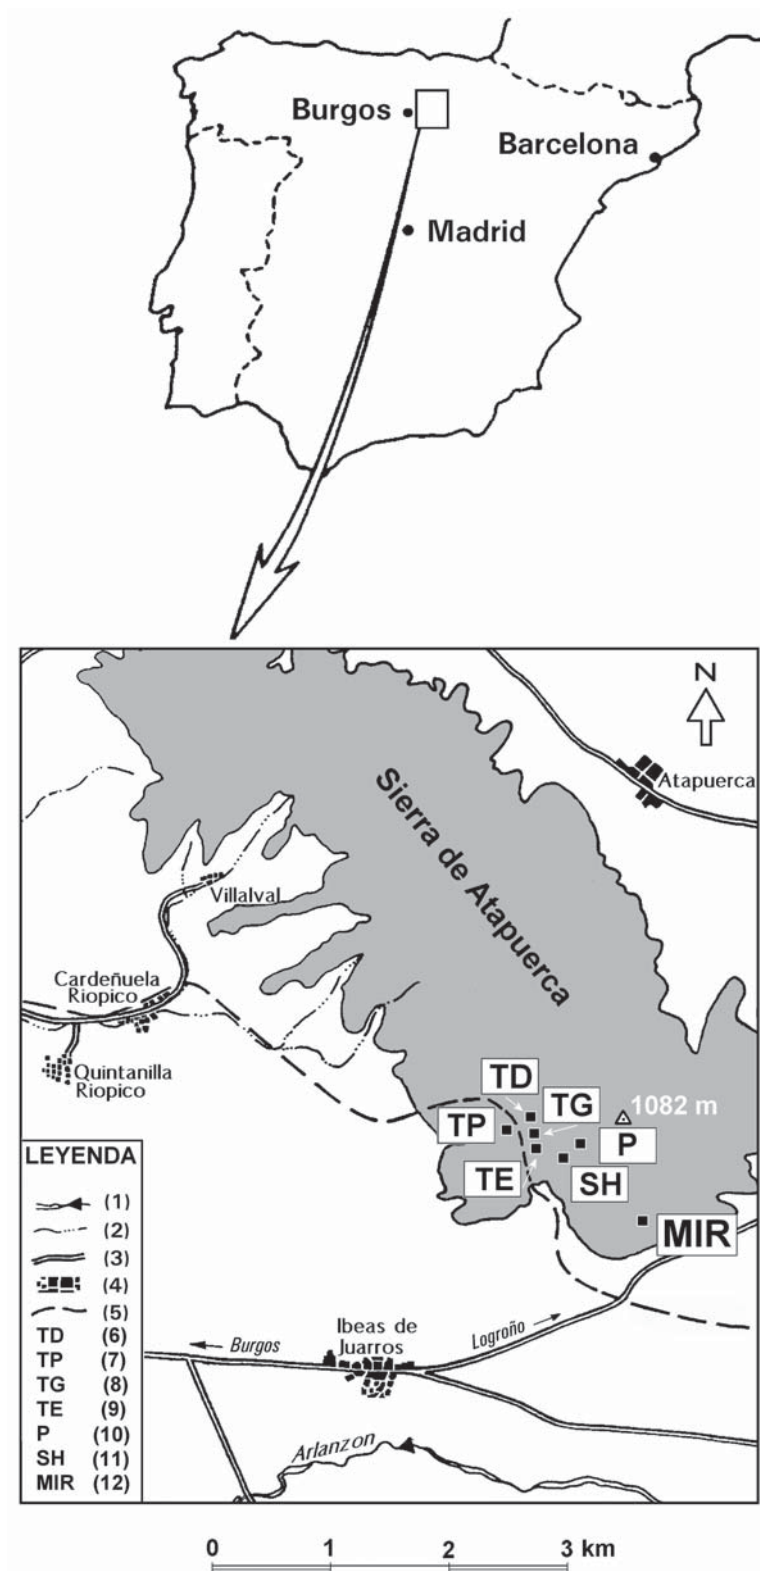 Burgos
Barcelona
Madrid
N
Atapuerca
Sierra de Atapuerca
Villalval
Cardeñuela
Riopico
Quintanilla
Riopico
TD
TG
1082 m
TP
P
TE
SH
MIR
LEYENDA
(1)
(2)
(3)
(4)
(5)
TD (6)
TP (7)
TG (8)
TE (9)
P (10)
SH (11)
MIR (12)
Ibeas de
Juarros
Burgos
Logroño
Arlanzon
0 1 2 3 km